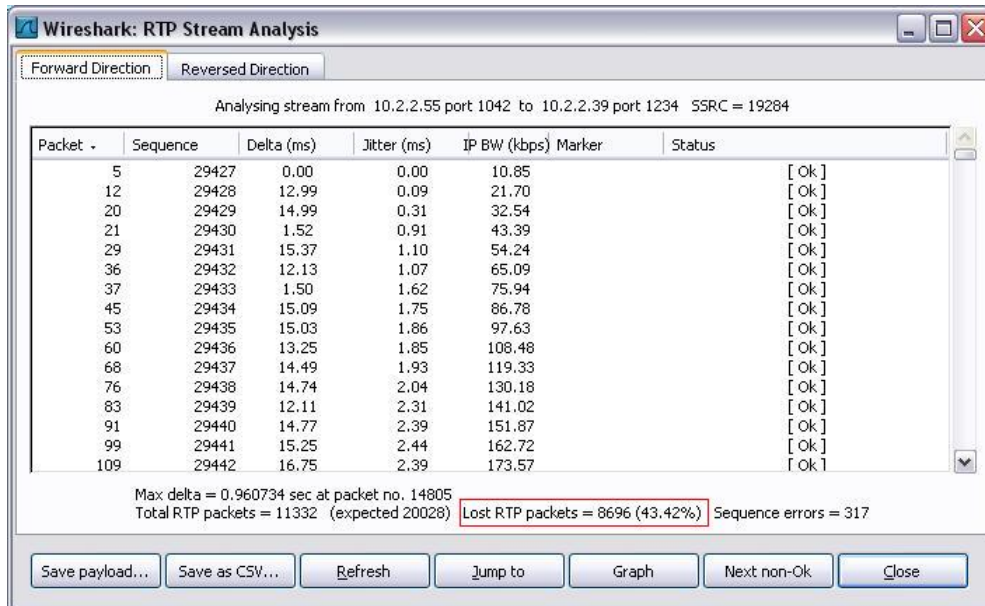 Wireshark: RTP Stream Analysis
Forward Direction Reversed Direction
Analysing stream from 10.2.2.55 port 1042 to 10.2.2.39 port 1234 SSRC = 19284
Packet Sequence Delta (ms) Jitter (ms) IP BW (kbps) Marker Status
5 29427 0.00 0.00 10.85 [ Ok ]
12 29428 12.99 0.09 21.70 [ Ok ]
20 29429 14.99 0.31 32.54 [ Ok ]
21 29430 1.52 0.91 43.39 [ Ok ]
29 29431 15.37 1.10 54.24 [ Ok ]
36 29432 12.13 1.07 65.09 [ Ok ]
37 29433 1.50 1.62 75.94 [ Ok ]
45 29434 15.09 1.75 86.78 [ Ok ]
53 29435 15.03 1.86 97.63 [ Ok ]
60 29436 13.25 1.85 108.48 [ Ok ]
68 29437 14.49 1.93 119.33 [ Ok ]
76 29438 14.74 2.04 130.18 [ Ok ]
83 29439 12.11 2.31 141.02 [ Ok ]
91 29440 14.77 2.39 151.87 [ Ok ]
99 29441 15.25 2.44 162.72 [ Ok ]
109 29442 16.75 2.39 173.57 [ Ok ]
Max delta = 0.960734 sec at packet no. 14805
Total RTP packets = 11332 (expected 20028) Lost RTP packets = 8696 (43.42%) Sequence errors = 317
Save payload... Save as CSV... Refresh Jump to Graph Next non-Ok Close